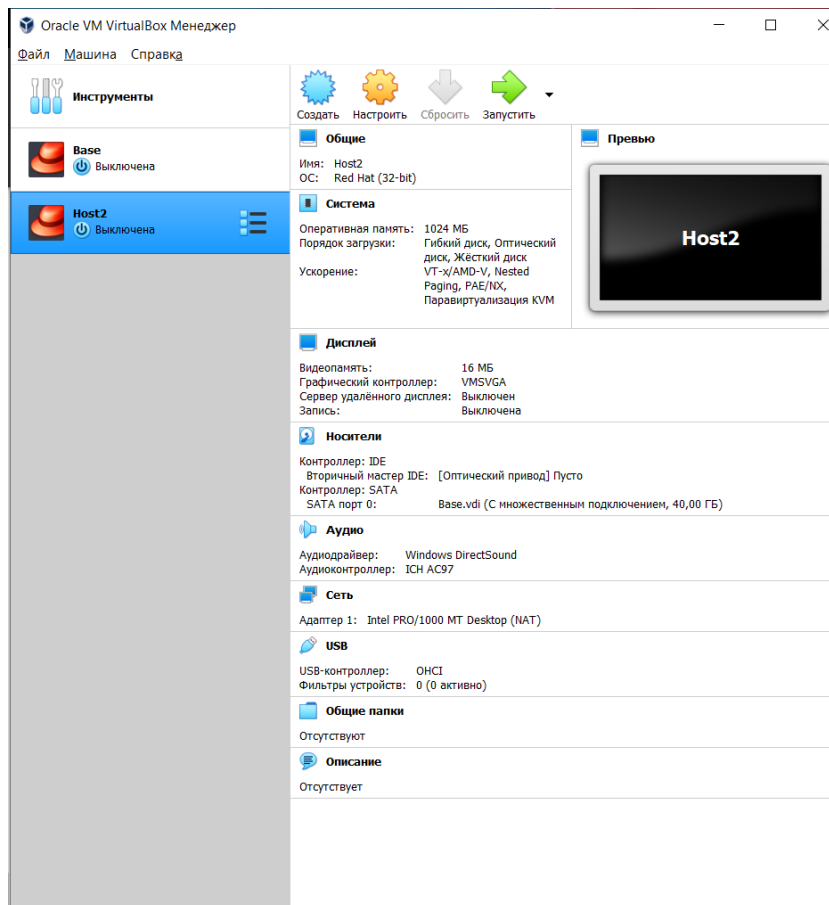 Oracle VM VirtualBox Менеджер
Файл Машина Справка
Инструменты
Base
Выключена
Host2
Выключена
Создать Настроить Сбросить Запустить
Общие
Имя: Host2
ОС: Red Hat (32-bit)
Превью
Host2
Система
Оперативная память: 1024 МБ
Порядок загрузки: Гибкий диск, Оптический
диск, Жёсткий диск
Ускорение: VT-x/AMD-V, Nested
Paging, PAE/NX,
Паравиртуализация KVM
Дисплей
Видеопамять: 16 МБ
Графический контроллер: VMSVGA
Сервер удалённого дисплея: Выключен
Запись: Выключена
Носители
Контроллер: IDE
Вторичный мастер IDE: [Оптический привод] Пусто
Контроллер: SATA
SATA порт 0: Base.vdi (С множественным подключением, 40,00 ГБ)
Аудио
Аудиодрайвер: Windows DirectSound
Аудиоконтроллер: ICH AC97
Сеть
Адаптер 1: Intel PRO/1000 MT Desktop (NAT)
USB
USB-контроллер: OHCI
Фильтры устройств: 0 (0 активно)
Общие папки
Отсутствуют
Описание
Отсутствует